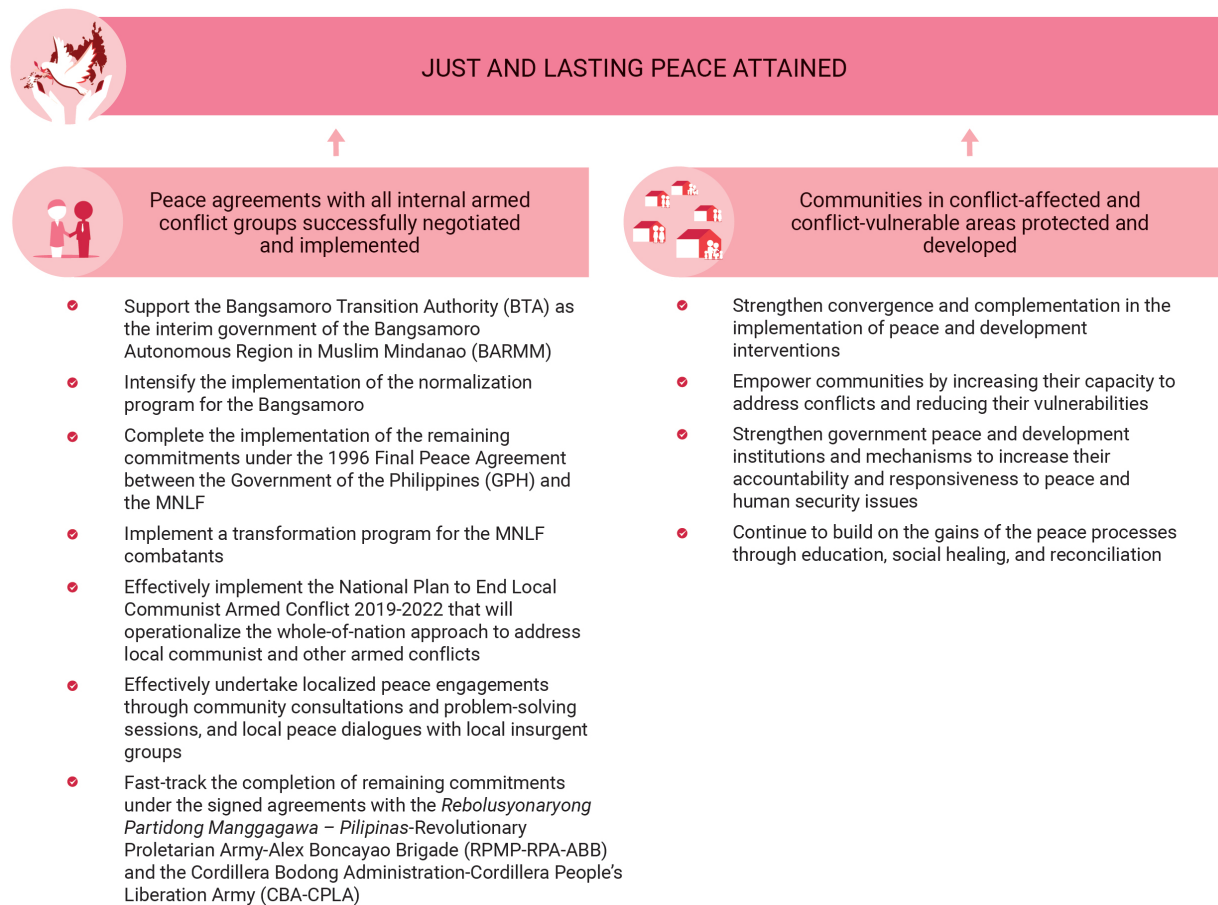 JUST AND LASTING PEACE ATTAINED
Peace agreements with all internal armed
conflict groups successfully negotiated
and implemented
Support the Bangsamoro Transition Authority (BTA) as
the interim government of the Bangsamoro
Autonomous Region in Muslim Mindanao (BARMM)
Intensify the implementation of the normalization
program for the Bangsamoro
Complete the implementation of the remaining
commitments under the 1996 Final Peace Agreement
between the Government of the Philippines (GPH) and
the MNLF
Implement a transformation program for the MNLF
combatants
Effectively implement the National Plan to End Local
Communist Armed Conflict 2019-2022 that will
operationalize the whole-of-nation approach to address
local communist and other armed conflicts
Effectively undertake localized peace engagements
through community consultations and problem-solving
sessions, and local peace dialogues with local insurgent
groups
Fast-track the completion of remaining commitments
under the signed agreements with the Rebolusyonaryong
Partidong Manggagawa – Pilipinas-Revolutionary
Proletarian Army-Alex Boncayao Brigade (RPMP-RPA-ABB)
and the Cordillera Bodong Administration-Cordillera People's
Liberation Army (CBA-CPLA)
Communities in conflict-affected and
conflict-vulnerable areas protected and
developed
Strengthen convergence and complementation in the
implementation of peace and development
interventions
Empower communities by increasing their capacity to
address conflicts and reducing their vulnerabilities
Strengthen government peace and development
institutions and mechanisms to increase their
accountability and responsiveness to peace and
human security issues
Continue to build on the gains of the peace processes
through education, social healing, and reconciliation